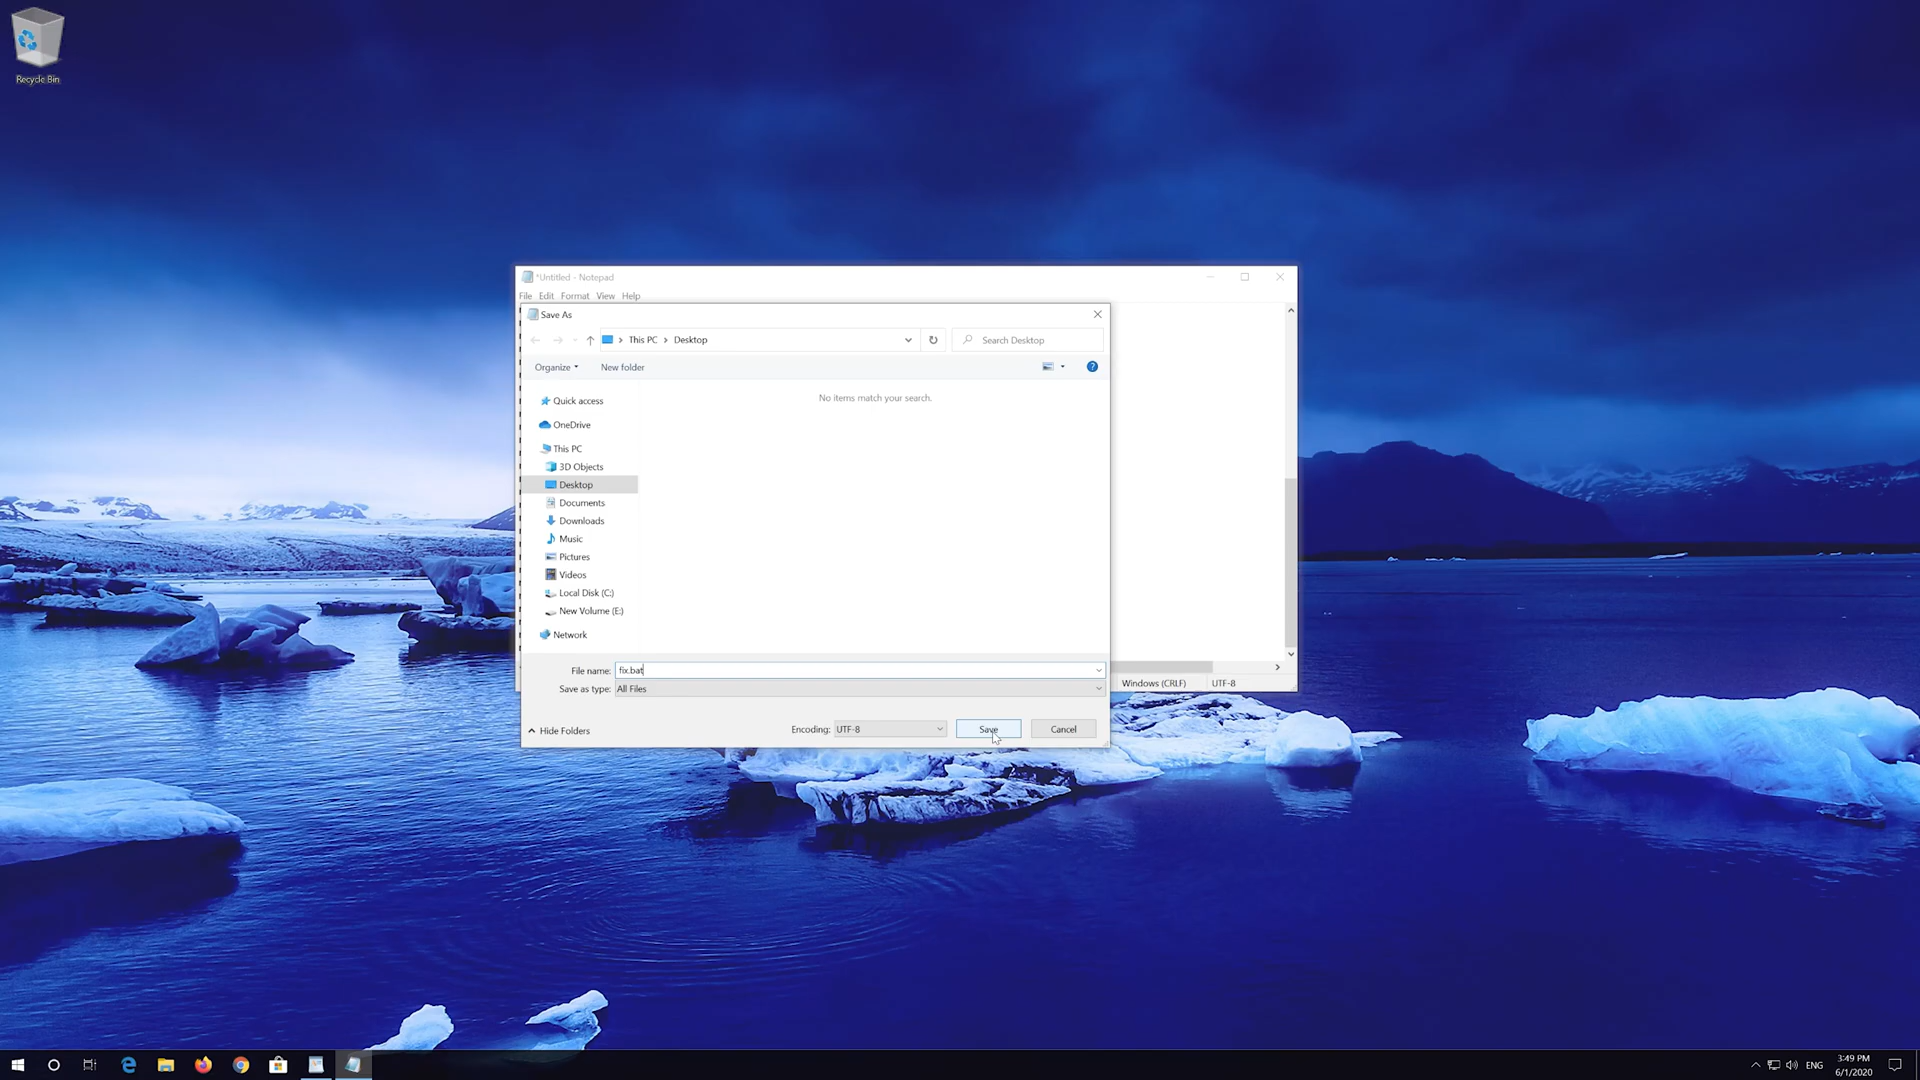 Recycle Bin
*Untitled - Notepad
File Edit Format View Help
Save As
This PC Desktop
Search Desktop
Organize New folder
No items match your search.
Quick access
OneDrive
This PC
3D Objects
Desktop
Documents
Downloads
Music
Pictures
Videos
Local Disk (C:)
New Volume (E:)
Network
File name: fix.bat
Save as type: All Files
Windows (CRLF) UTF-8
Hide Folders
Encoding: UTF-8
Save
Cancel
ENG
3:49 PM
6/1/2020